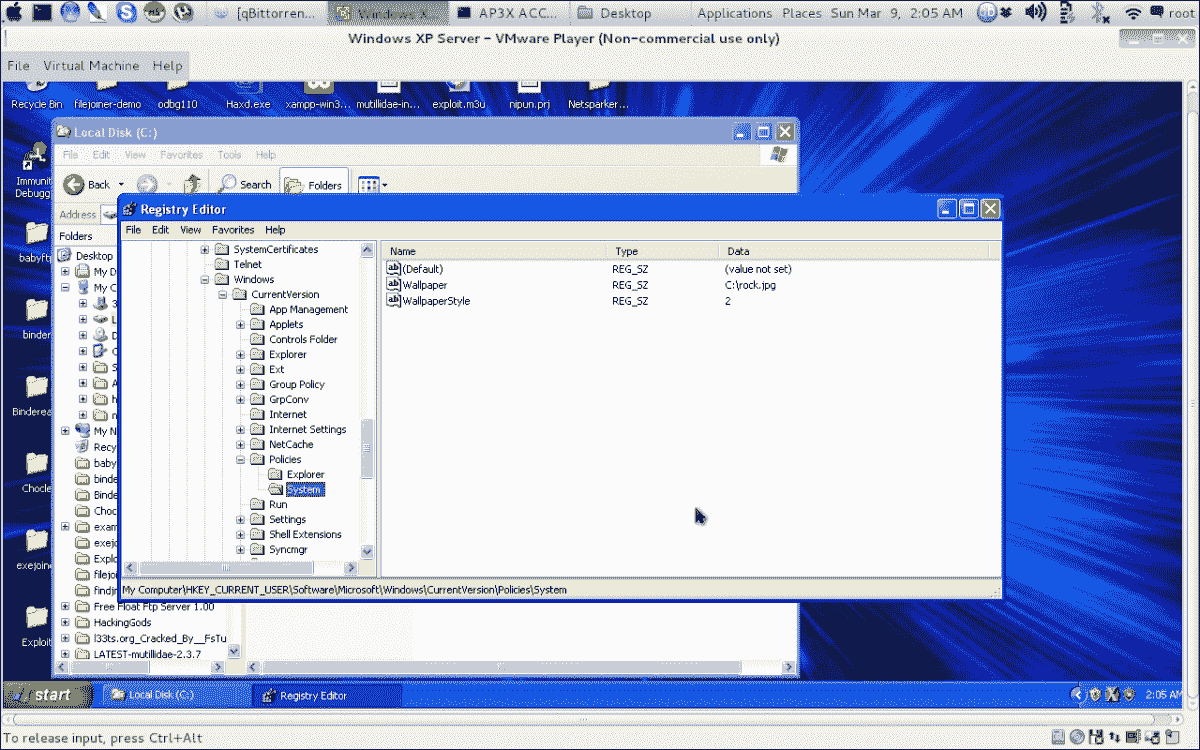 [qBittorren... Windows X... AP3X ACC... Desktop Applications Places Sun Mar 9, 2:05 AM root
Windows XP Server - VMware Player (Non-commercial use only)
File Virtual Machine Help
Recycle Bin filejoiner-demo odbg110 Haxd.exe xampp-win3... mutillidae-in... exploit.m3u nipun.prj Netsparker...
Local Disk (C:)
File Edit View Favorites Tools Help
Back Search Folders
Immunit
Debugg
Address
Registry Editor
File Edit View Favorites Help
Folders
Desktop
My D
My C
3
L
D
C
S
A
h
n
My N
Recy
baby
binde
Binde
Choc
exam
exejo
Explo
filejo
findjm
Free Float Ftp Server 1.00
HackingGods
l33ts.org_Cracked_By__FsTu
LATEST-mutillidae-2.3.7
babyft
binder
Binderea
Chocle
exejoine
Exploit
SystemCertificates
Telnet
Windows
CurrentVersion
App Management
Applets
Controls Folder
Explorer
Ext
Group Policy
GrpConv
Internet
Internet Settings
NetCache
Policies
Explorer
System
Run
Settings
Shell Extensions
Syncmgr
Name Type Data
(Default) REG_SZ (value not set)
Wallpaper REG_SZ C:\rock.jpg
WallpaperStyle REG_SZ 2
My Computer\HKEY_CURRENT_USER\Software\Microsoft\Windows\CurrentVersion\Policies\System
start Local Disk (C:) Registry Editor 2:05 AM
To release input, press Ctrl+Alt